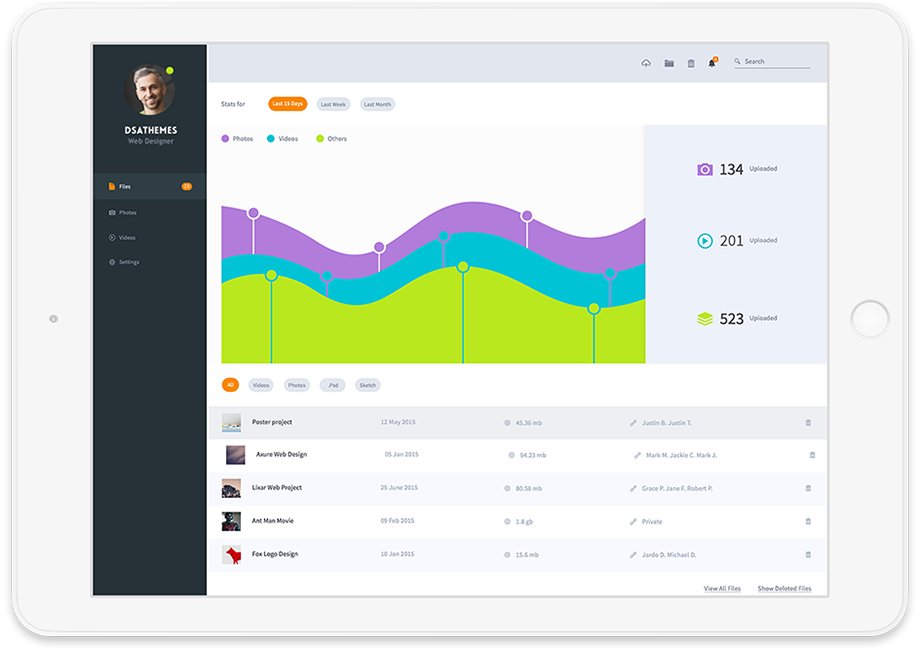 DSATHEMES
Web Designer
Files
Photos
Videos
Settings
Search
Stats for Last 15 Days Last Week Last Month
Photos Videos Others
134 Uploaded
201 Uploaded
523 Uploaded
All Videos Photos .Psd Sketch
Poster project 12 May 2015 45.36 mb Justin B. Justin T.
Axure Web Design 05 Jan 2015 94.23 mb Mark M. Jackie C. Mark J.
Lixar Web Project 25 June 2015 80.58 mb Grace P. Jane F. Robert P.
Ant Man Movie 09 Feb 2015 1.8 gb Private
Fox Logo Design 10 Jan 2015 15.6 mb Jardo D. Michael D.
View All Files Show Deleted Files